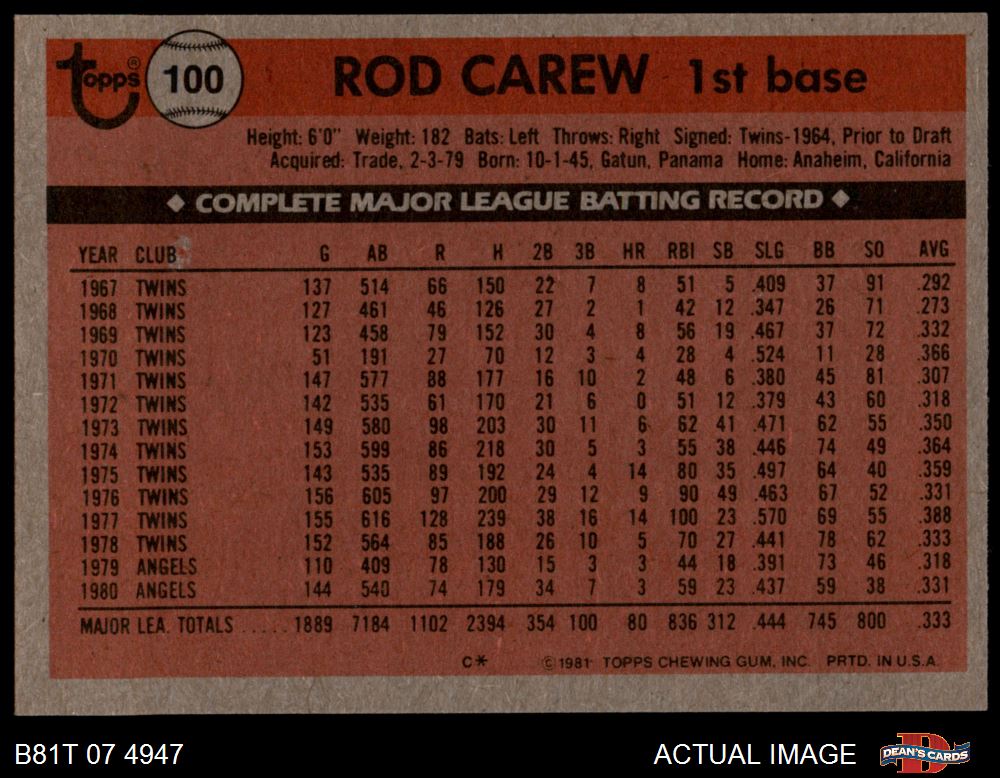 Topps® 100 ROD CAREW 1st base
Height: 6'0" Weight: 182 Bats: Left Throws: Right Signed: Twins-1964, Prior to Draft
Acquired: Trade, 2-3-79 Born: 10-1-45, Gatun, Panama Home: Anaheim, California
◆ COMPLETE MAJOR LEAGUE BATTING RECORD ◆
YEAR CLUB G AB R H 2B 3B HR RBI SB SLG BB SO AVG
1967 TWINS 137 514 66 150 22 7 8 51 5 .409 37 91 .292
1968 TWINS 127 461 46 126 27 2 1 42 12 .347 26 71 .273
1969 TWINS 123 458 79 152 30 4 8 56 19 .467 37 72 .332
1970 TWINS 51 191 27 70 12 3 4 28 4 .524 11 28 .366
1971 TWINS 147 577 88 177 16 10 2 48 6 .380 45 81 .307
1972 TWINS 142 535 61 170 21 6 0 51 12 .379 43 60 .318
1973 TWINS 149 580 98 203 30 11 6 62 41 .471 62 55 .350
1974 TWINS 153 599 86 218 30 5 3 55 38 .446 74 49 .364
1975 TWINS 143 535 89 192 24 4 14 80 35 .497 64 40 .359
1976 TWINS 156 605 97 200 29 12 9 90 49 .463 67 52 .331
1977 TWINS 155 616 128 239 38 16 14 100 23 .570 69 55 .388
1978 TWINS 152 564 85 188 26 10 5 70 27 .441 78 62 .333
1979 ANGELS 110 409 78 130 15 3 3 44 18 .391 73 46 .318
1980 ANGELS 144 540 74 179 34 7 3 59 23 .437 59 38 .331
MAJOR LEA. TOTALS ..... 1889 7184 1102 2394 354 100 80 836 312 .444 745 800 .333
C* © 1981 TOPPS CHEWING GUM, INC. PRTD. IN U.S.A.
B81T 07 4947 ACTUAL IMAGE D DEAN'S CARDS